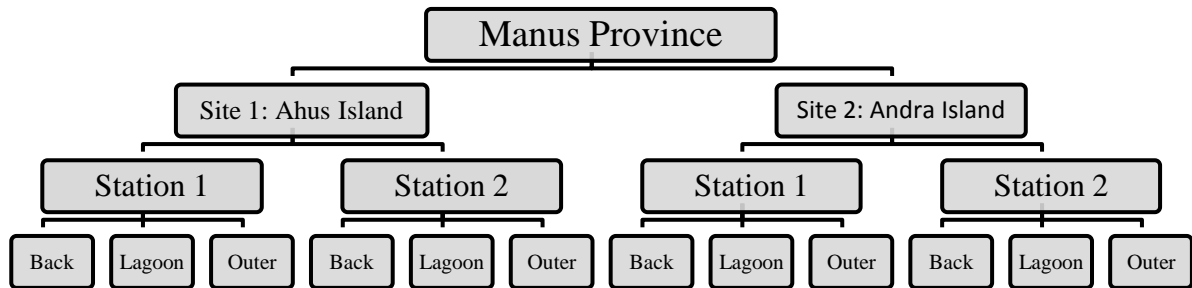 Manus Province
Site 1: Ahus Island
Site 2: Andra Island
Station 1
Station 2
Station 1
Station 2
Back
Lagoon
Outer
Back
Lagoon
Outer
Back
Lagoon
Outer
Back
Lagoon
Outer